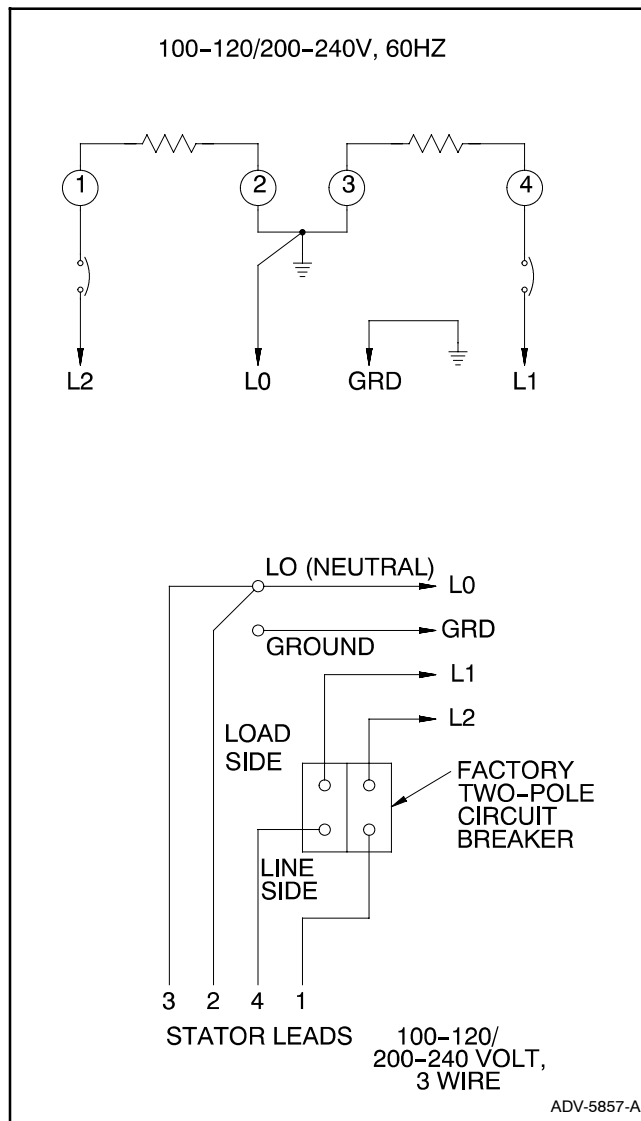 100-120/200-240V, 60HZ
1
2
3
4
L2
L0
GRD
L1
LO (NEUTRAL)
L0
GROUND
GRD
L1
L2
LOAD
SIDE
FACTORY
TWO-POLE
CIRCUIT
BREAKER
LINE
SIDE
3
2
4
1
STATOR LEADS
100-120/
200-240 VOLT,
3 WIRE
ADV-5857-A